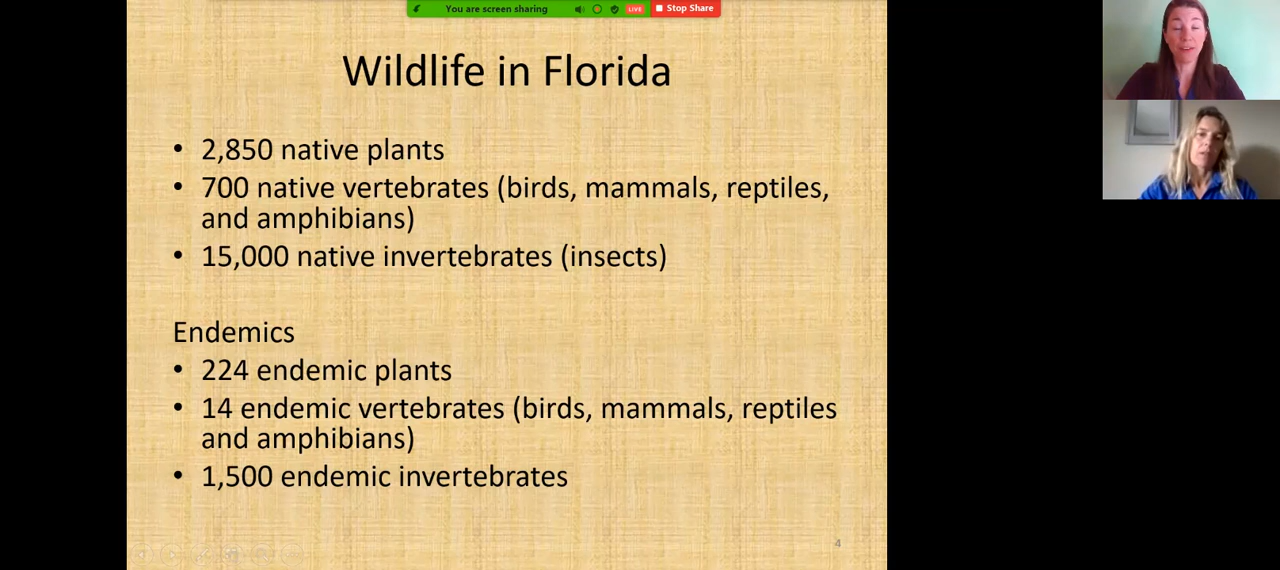 You are screen sharing
LIVE
Stop Share
Wildlife in Florida
• 2,850 native plants
• 700 native vertebrates (birds, mammals, reptiles,
and amphibians)
• 15,000 native invertebrates (insects)
Endemics
• 224 endemic plants
• 14 endemic vertebrates (birds, mammals, reptiles
and amphibians)
• 1,500 endemic invertebrates
4